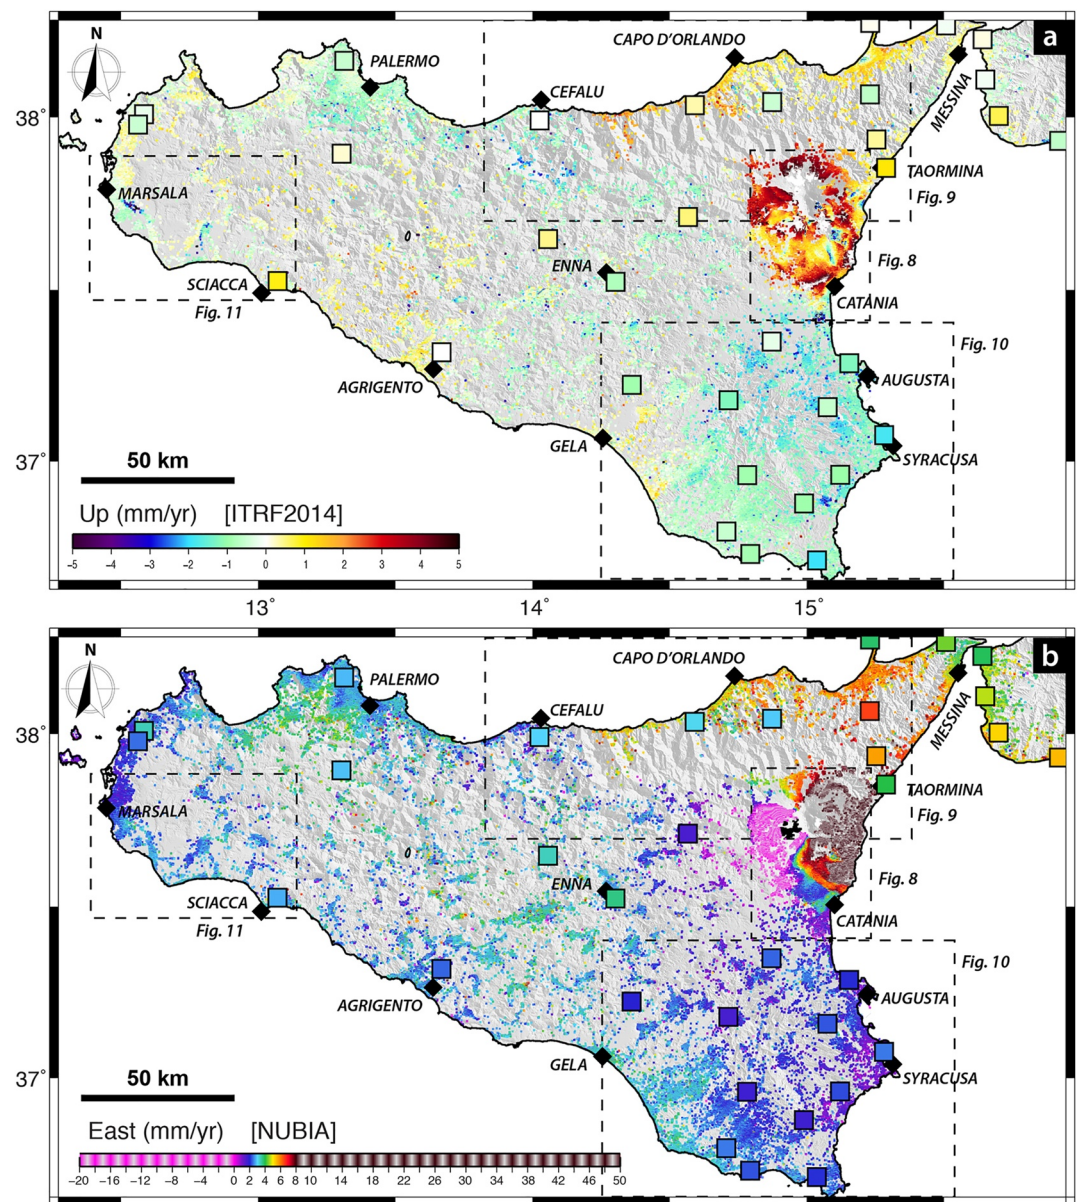 a
N
CAPO D'ORLANDO
PALERMO
CEFALU
MESSINA
38°
TAORMINA
MARSALA
Fig. 9
ENNA
Fig. 8
SCIACCA
CATANIA
Fig. 11
Fig. 10
AGRIGENTO
AUGUSTA
GELA
37°
50 km
SYRACUSA
Up (mm/yr) [ITRF2014]
-5 -4 -3 -2 -1 0 1 2 3 4 5
13° 14° 15°
b
N
CAPO D'ORLANDO
PALERMO
CEFALU
MESSINA
38°
TAORMINA
MARSALA
Fig. 9
ENNA
Fig. 8
SCIACCA
CATANIA
Fig. 11
Fig. 10
AGRIGENTO
AUGUSTA
GELA
37°
50 km
SYRACUSA
East (mm/yr) [NUBIA]
-20 -16 -12 -8 -4 0 1 2 3 4 5 6 7 8 10 14 18 22 26 30 34 38 42 46 50